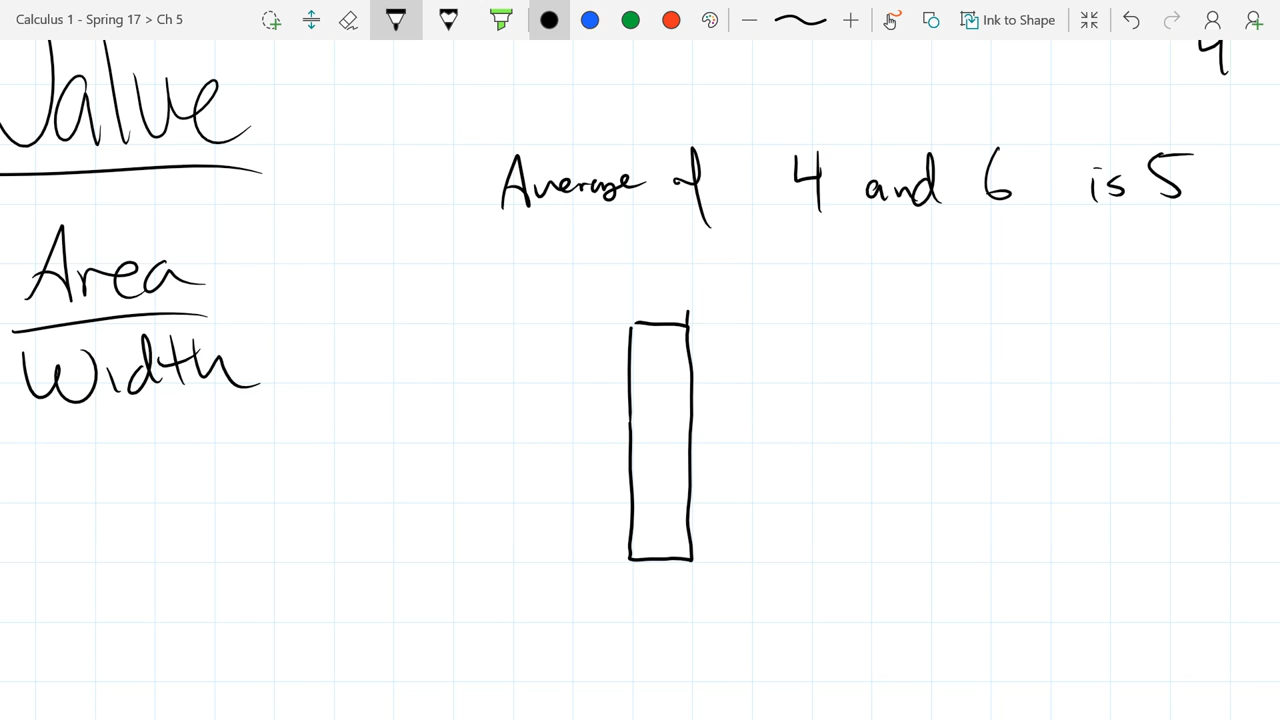 Calculus 1 - Spring 17 > Ch 5
Ink to Shape
4
Value
Average of 4 and 6 is 5
Area
Width